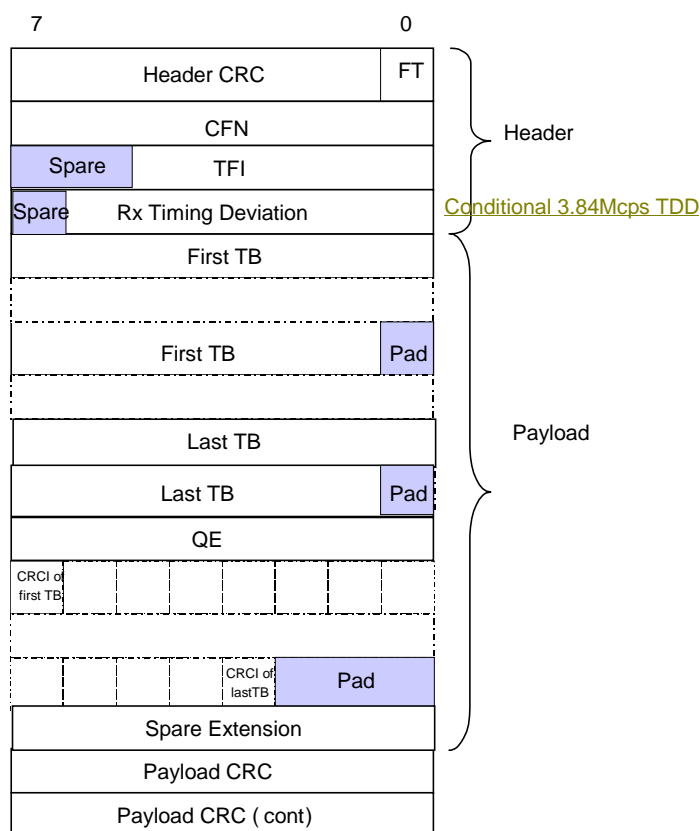 7 0
Header CRC FT
CFN
Header
Spare TFI
Spare Rx Timing Deviation Conditional 3.84Mcps TDD
First TB
First TB Pad
Payload
Last TB
Last TB Pad
QE
CRCI of
first TB
CRCI of
lastTB
Pad
Spare Extension
Payload CRC
Payload CRC ( cont)